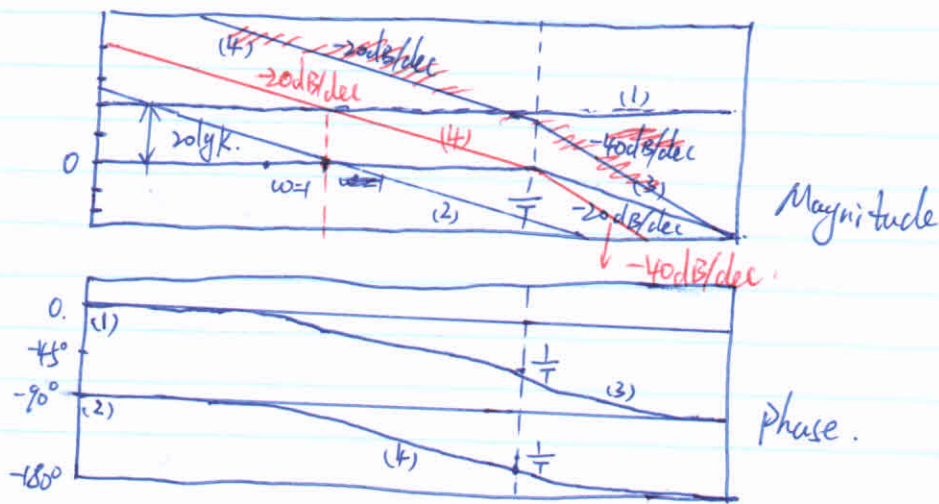 (4) -20dB/dec
-20dB/dec
(1)
20lgK.
(4)
-40dB/dec
0
(3)
ω=1
(2)
1/T
-20dB/dec
Magnitude
-40dB/dec.
0.
(1)
-45°
1/T
(3)
-90°
(2)
Phase.
(4)
1/T
-180°